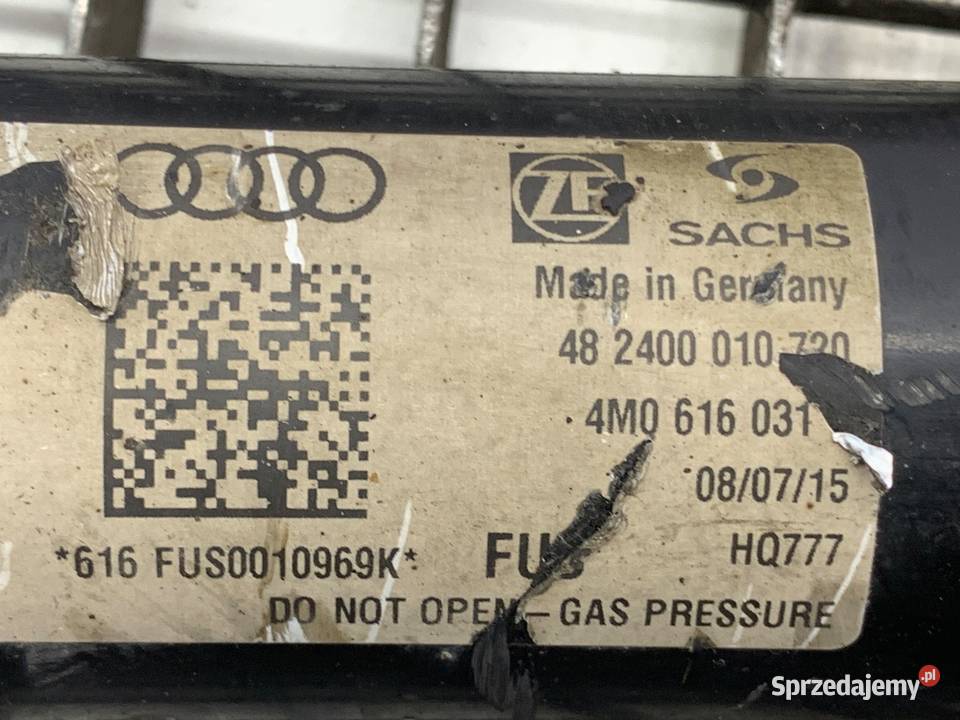 ZF
SACHS
Made in Germany
48 2400 010 720
4M0 616 031
08/07/15
*616 FUS0010969K*
FUS
HQ777
DO NOT OPEN – GAS PRESSURE
Sprzedajemy.pl